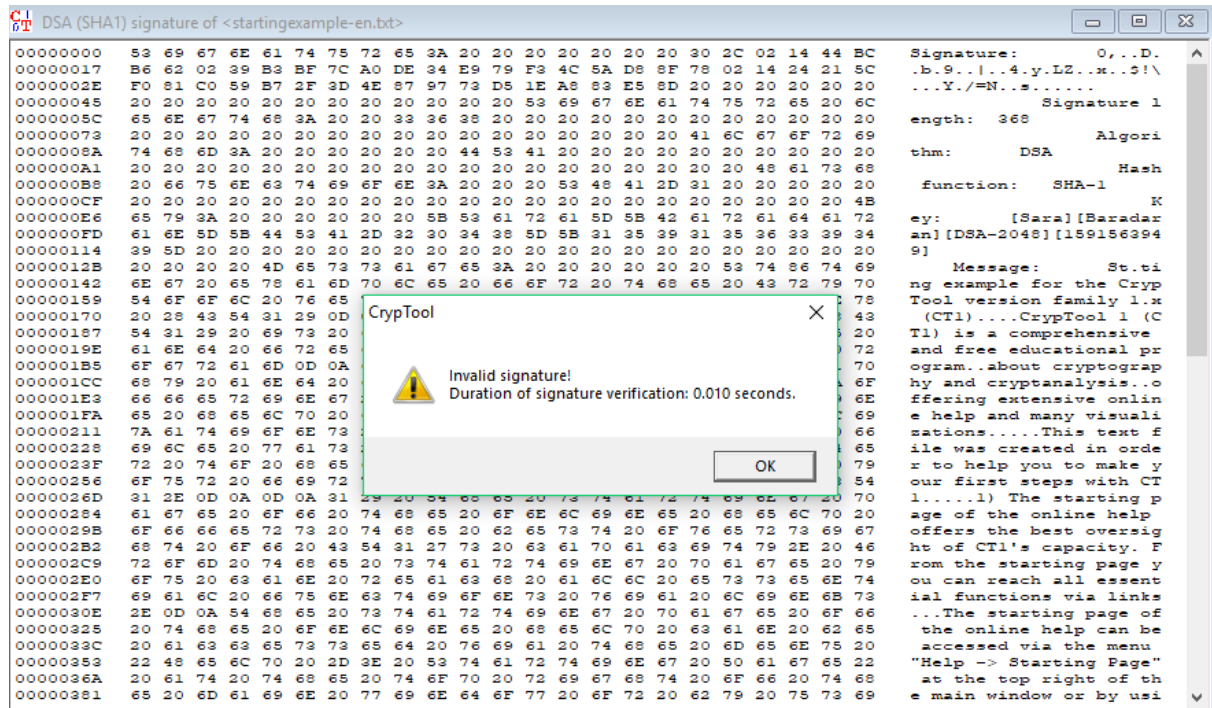 DSA (SHA1) signature of <startingexample-en.txt>
00000000 53 69 67 6E 61 74 75 72 65 3A 20 20 20 20 20 20 20 20 30 2C 02 14 44 BC Signature: 0,..D.
00000017 B6 62 02 39 B3 BF 7C A0 DE 34 E9 79 F3 4C 5A D8 8F 78 02 14 24 21 5C .b.9..|..4.y.LZ..x..$!\
0000002E F0 81 C0 59 B7 2F 3D 4E 87 97 73 D5 1E A8 83 E5 8D 20 20 20 20 20 20 ...Y./=N..s......
00000045 20 20 20 20 20 20 20 20 20 20 20 20 53 69 67 6E 61 74 75 72 65 20 6C Signature l
0000005C 65 6E 67 74 68 3A 20 20 33 36 38 20 20 20 20 20 20 20 20 20 20 20 20 ength: 368
00000073 20 20 20 20 20 20 20 20 20 20 20 20 20 20 20 20 20 41 6C 67 6F 72 69 Algori
0000008A 74 68 6D 3A 20 20 20 20 20 20 44 53 41 20 20 20 20 20 20 20 20 20 20 thm: DSA
000000A1 20 20 20 20 20 20 20 20 20 20 20 20 20 20 20 20 20 20 20 48 61 73 68 Hash
000000B8 20 66 75 6E 63 74 69 6F 6E 3A 20 20 20 53 48 41 2D 31 20 20 20 20 20 function: SHA-1
000000CF 20 20 20 20 20 20 20 20 20 20 20 20 20 20 20 20 20 20 20 20 20 20 4B K
000000E6 65 79 3A 20 20 20 20 20 20 5B 53 61 72 61 5D 5B 42 61 72 61 64 61 72 ey: [Sara][Baradar
000000FD 61 6E 5D 5B 44 53 41 2D 32 30 34 38 5D 5B 31 35 39 31 35 36 33 39 34 an][DSA-2048][159156394
00000114 39 5D 20 20 20 20 20 20 20 20 20 20 20 20 20 20 20 20 20 20 20 20 20 9]
0000012B 20 20 20 20 4D 65 73 73 61 67 65 3A 20 20 20 20 20 20 53 74 86 74 69 Message: St.ti
00000142 6E 67 20 65 78 61 6D 70 6C 65 20 66 6F 72 20 74 68 65 20 43 72 79 70 ng example for the Cryp
00000159 54 6F 6F 6C 20 76 65 78 Tool version family 1.x
00000170 20 28 43 54 31 29 0D 43 (CT1)....CrypTool 1 (C
00000187 54 31 29 20 69 73 20 20 T1) is a comprehensive
0000019E 61 6E 64 20 66 72 65 72 and free educational pr
000001B5 6F 67 72 61 6D 0D 0A 70 ogram..about cryptograp
000001CC 68 79 20 61 6E 64 20 6F hy and cryptanalysis..o
000001E3 66 66 65 72 69 6E 67 6E ffering extensive onlin
000001FA 65 20 68 65 6C 70 20 69 e help and many visuali
00000211 7A 61 74 69 6F 6E 73 66 zations.....This text f
00000228 69 6C 65 20 77 61 73 65 ile was created in orde
0000023F 72 20 74 6F 20 68 65 79 r to help you to make y
00000256 6F 75 72 20 66 69 72 54 our first steps with CT
0000026D 31 2E 0D 0A 0D 0A 31 29 20 54 68 65 20 73 74 61 72 74 69 6E 67 20 70 1.....1) The starting p
00000284 61 67 65 20 6F 66 20 74 68 65 20 6F 6E 6C 69 6E 65 20 68 65 6C 70 20 age of the online help
0000029B 6F 66 66 65 72 73 20 74 68 65 20 62 65 73 74 20 6F 76 65 72 73 69 67 offers the best oversig
000002B2 68 74 20 6F 66 20 43 54 31 27 73 20 63 61 70 61 63 69 74 79 2E 20 46 ht of CT1's capacity. F
000002C9 72 6F 6D 20 74 68 65 20 73 74 61 72 74 69 6E 67 20 70 61 67 65 20 79 rom the starting page y
000002E0 6F 75 20 63 61 6E 20 72 65 61 63 68 20 61 6C 6C 20 65 73 73 65 6E 74 ou can reach all essent
000002F7 69 61 6C 20 66 75 6E 63 74 69 6F 6E 73 20 76 69 61 20 6C 69 6E 6B 73 ial functions via links
0000030E 2E 0D 0A 54 68 65 20 73 74 61 72 74 69 6E 67 20 70 61 67 65 20 6F 66 ...The starting page of
00000325 20 74 68 65 20 6F 6E 6C 69 6E 65 20 68 65 6C 70 20 63 61 6E 20 62 65 the online help can be
0000033C 20 61 63 63 65 73 73 65 64 20 76 69 61 20 74 68 65 20 6D 65 6E 75 20 accessed via the menu
00000353 22 48 65 6C 70 20 2D 3E 20 53 74 61 72 74 69 6E 67 20 50 61 67 65 22 "Help -> Starting Page"
0000036A 20 61 74 20 74 68 65 20 74 6F 70 20 72 69 67 68 74 20 6F 66 20 74 68 at the top right of th
00000381 65 20 6D 61 69 6E 20 77 69 6E 64 6F 77 20 6F 72 20 62 79 20 75 73 69 e main window or by usi
CrypTool
Invalid signature!
Duration of signature verification: 0.010 seconds.
OK